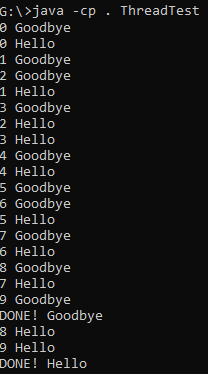 G:\>java -cp . ThreadTest
0 Goodbye
0 Hello
1 Goodbye
2 Goodbye
1 Hello
3 Goodbye
2 Hello
3 Hello
4 Goodbye
4 Hello
5 Goodbye
6 Goodbye
5 Hello
7 Goodbye
6 Hello
8 Goodbye
7 Hello
9 Goodbye
DONE! Goodbye
8 Hello
9 Hello
DONE! Hello